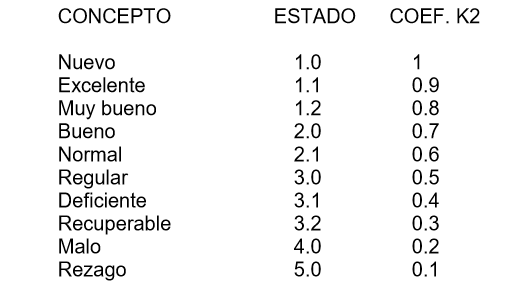 CONCEPTO ESTADO COEF. K2
Nuevo 1.0 1
Excelente 1.1 0.9
Muy bueno 1.2 0.8
Bueno 2.0 0.7
Normal 2.1 0.6
Regular 3.0 0.5
Deficiente 3.1 0.4
Recuperable 3.2 0.3
Malo 4.0 0.2
Rezago 5.0 0.1